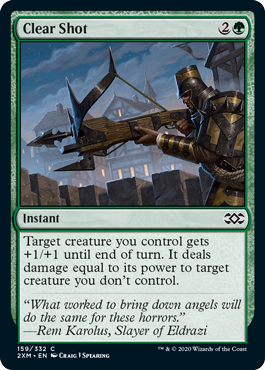 Clear Shot 2
Instant
Target creature you control gets
+1/+1 until end of turn. It deals
damage equal to its power to target
creature you don't control.
"What worked to bring down angels will
do the same for these horrors."
—Rem Karolus, Slayer of Eldrazi
159/332 C
2XM • EN CRAIG J SPEARING
™ & © 2020 Wizards of the Coast